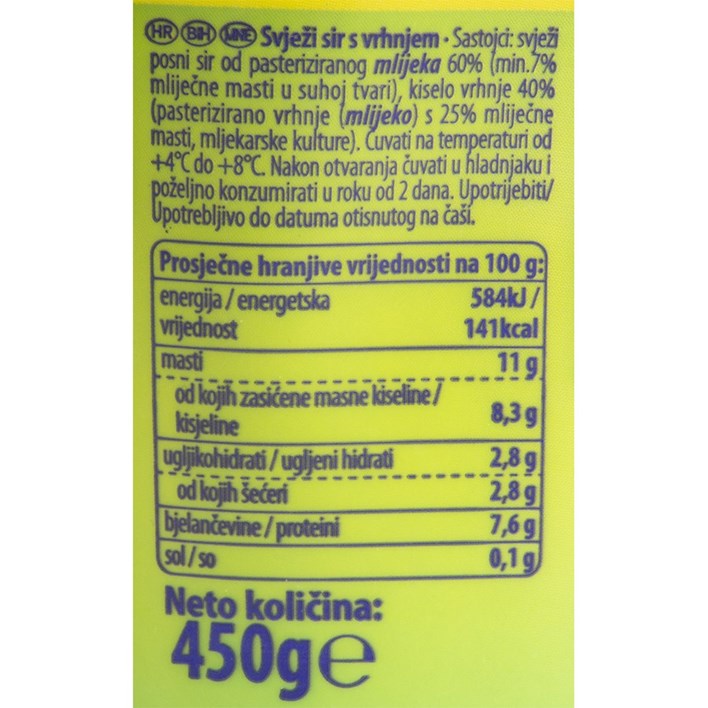 HR BIH MNE Svježi sir s vrhnjem · Sastojci: svježi
posni sir od pasteriziranog mlijeka 60% (min.7%
mliječne masti u suhoj tvari), kiselo vrhnje 40%
(pasterizirano vrhnje (mlijeko) s 25% mliječne
masti, mljekarske kulture). Čuvati na temperaturi od
+4°C do +8°C. Nakon otvaranja čuvati u hladnjaku i
poželjno konzumirati u roku od 2 dana. Upotrijebiti/
Upotrebljivo do datuma otisnutog na čaši.
Prosječne hranjive vrijednosti na 100 g:
energija / energetska 584kJ /
vrijednost 141kcal
masti 11 g
od kojih zasićene masne kiseline /
kisjeline 8,3 g
ugljikohidrati / ugljeni hidrati 2,8 g
od kojih šećeri 2,8 g
bjelančevine / proteini 7,6 g
sol / so 0,1 g
Neto količina:
450g e